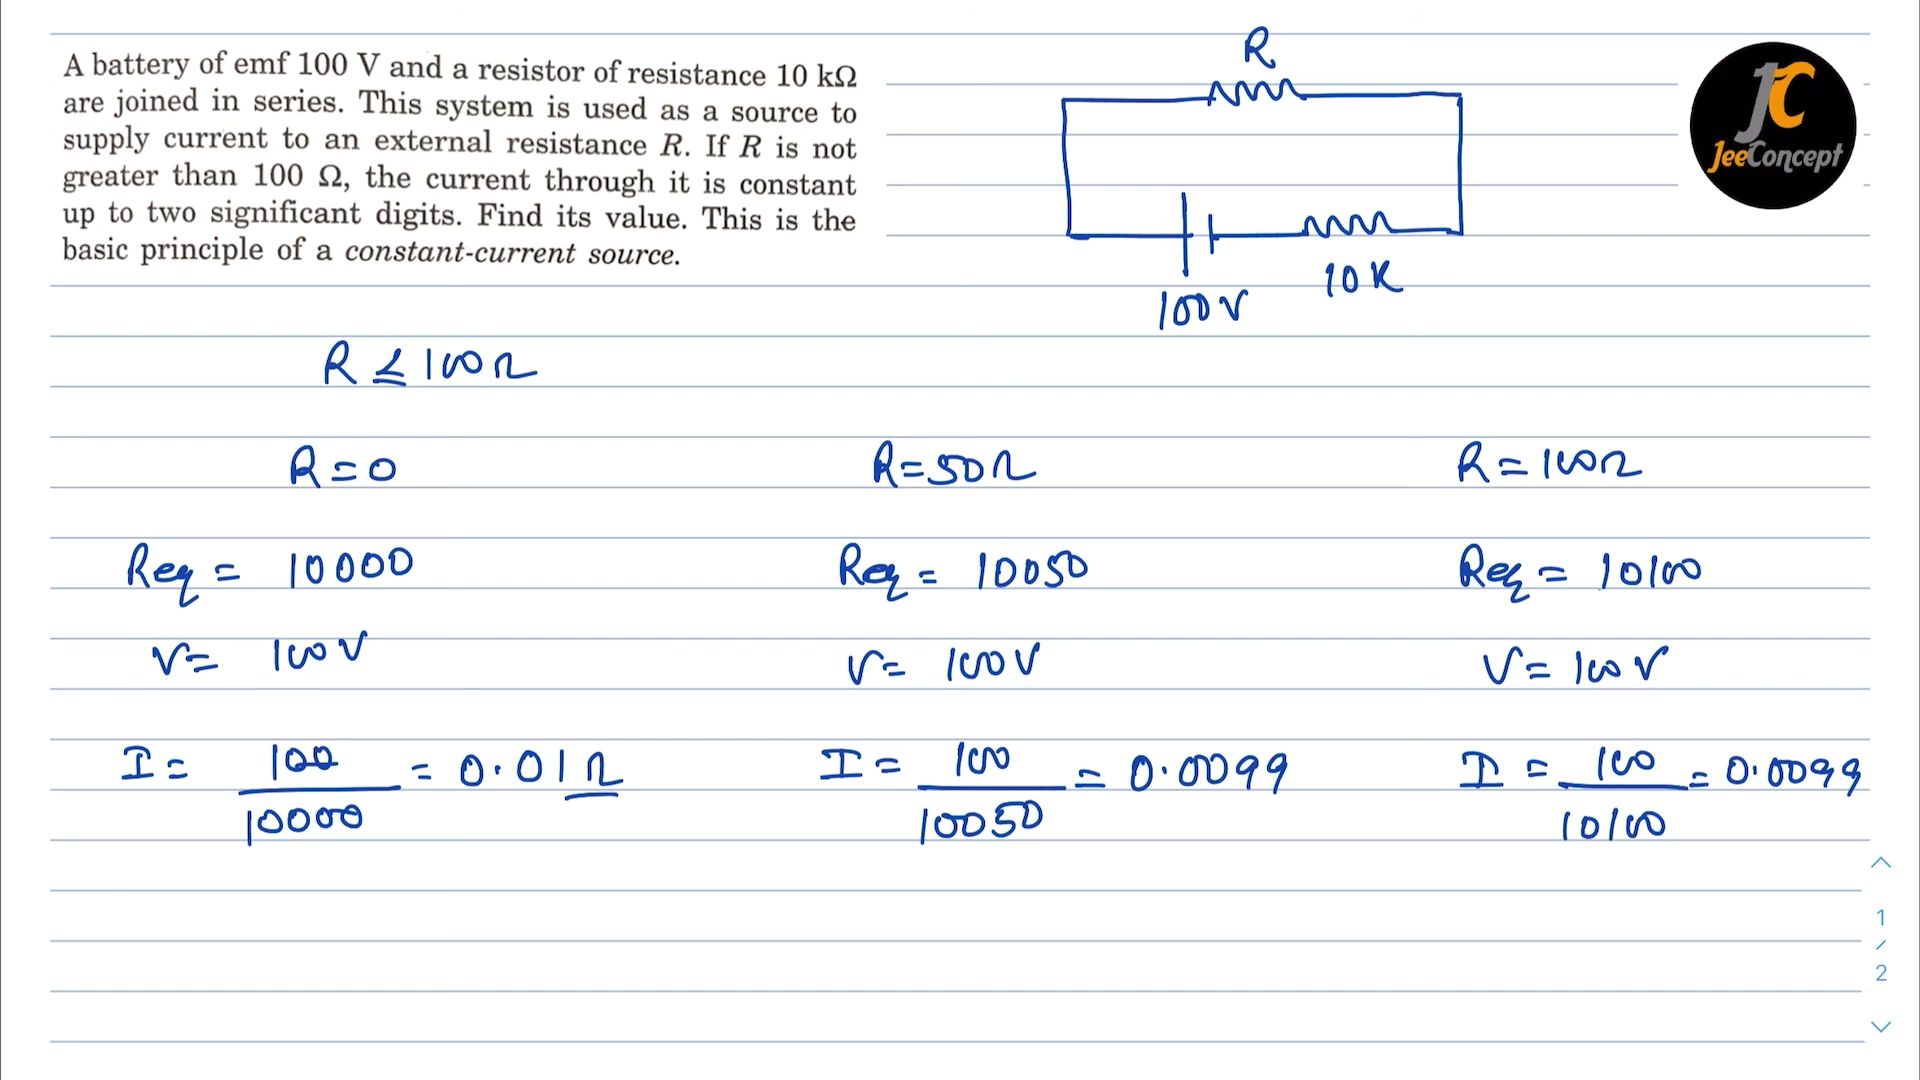 A battery of emf 100 V and a resistor of resistance 10 kΩ
are joined in series. This system is used as a source to
supply current to an external resistance R. If R is not
greater than 100 Ω, the current through it is constant
up to two significant digits. Find its value. This is the
basic principle of a constant-current source.
R
100V
10K
JC
JeeConcept
R ≤ 100Ω
R=0
R=50Ω
R=100Ω
Req = 10000
Req = 10050
Req = 10100
V= 100V
V= 100V
V= 100V
I = 100/10000 = 0.01Ω
I = 100/10050 = 0.0099
I = 100/10100 = 0.0099
1
/
2